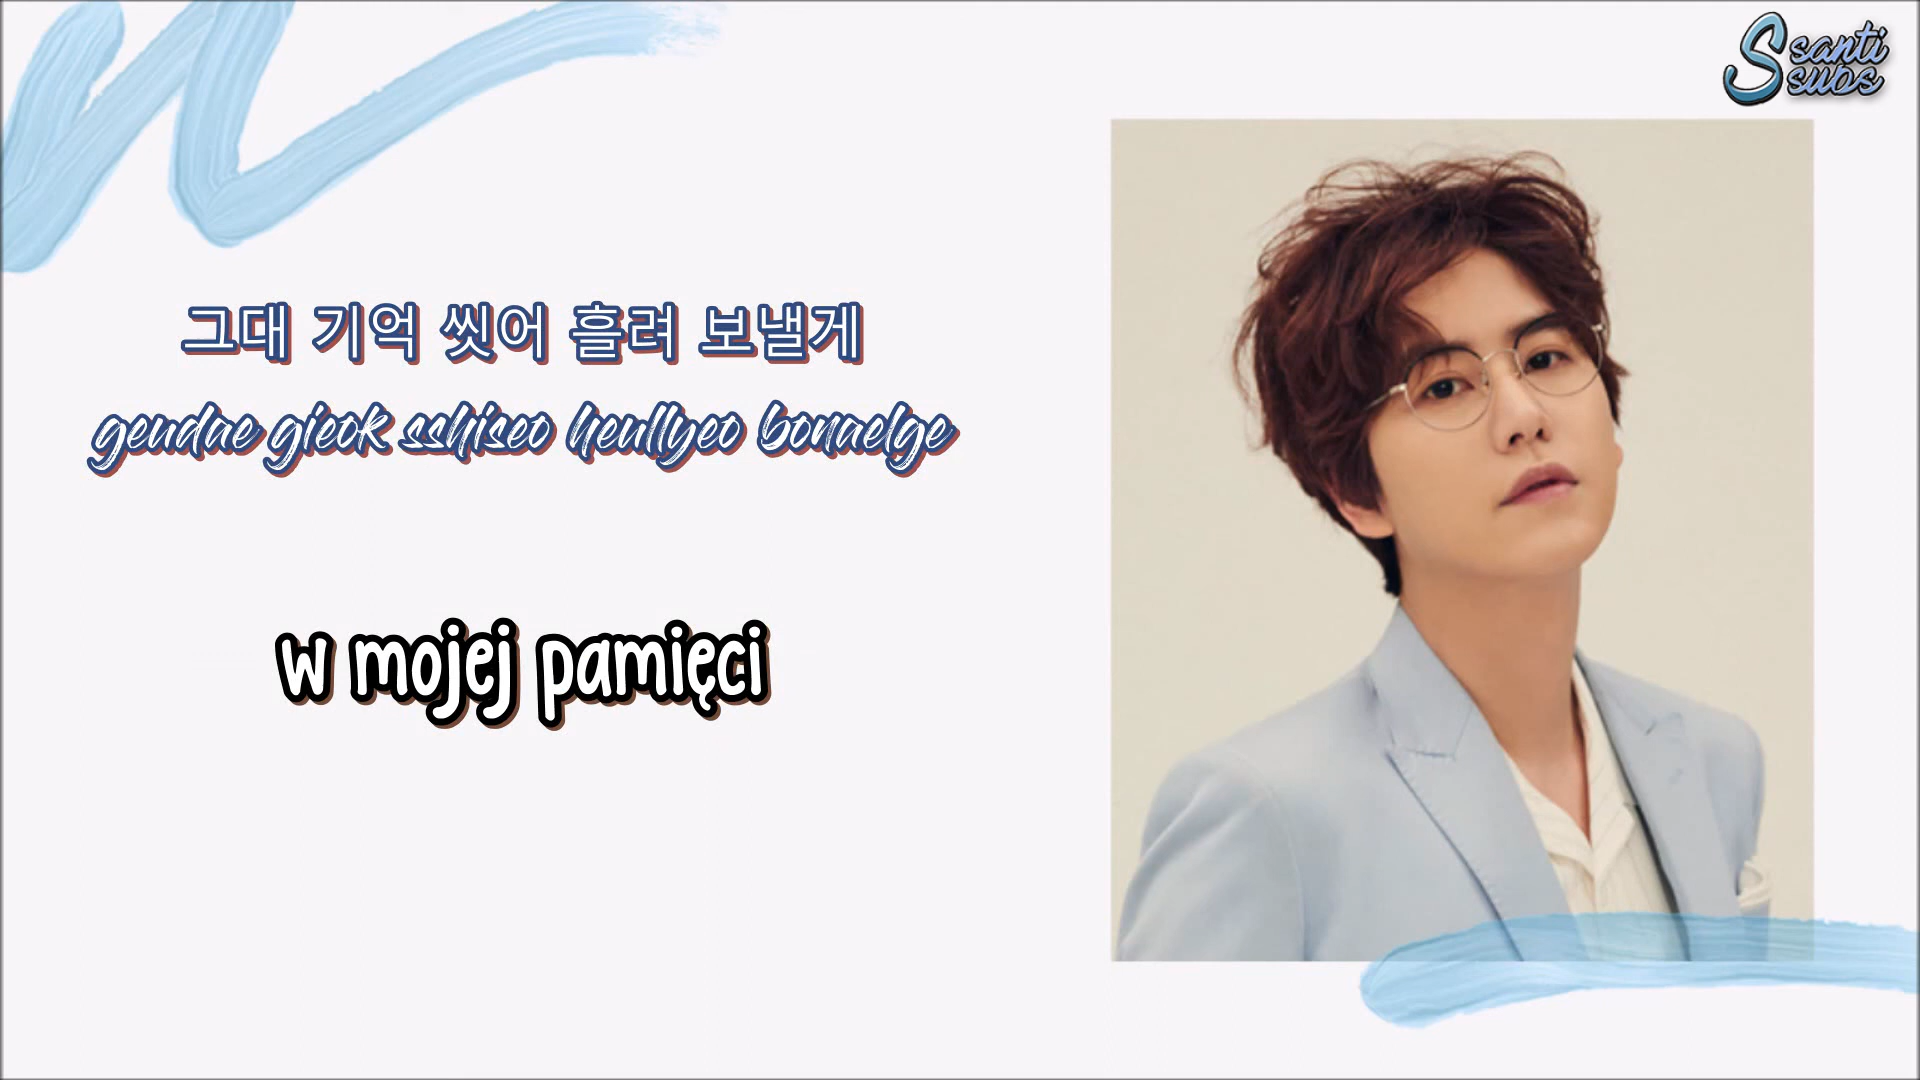 Ssanti
subs
그대 기억 씻어 흘려 보낼게
geudae gieok sshiseo heullyeo bonaelge
w mojej pamięci